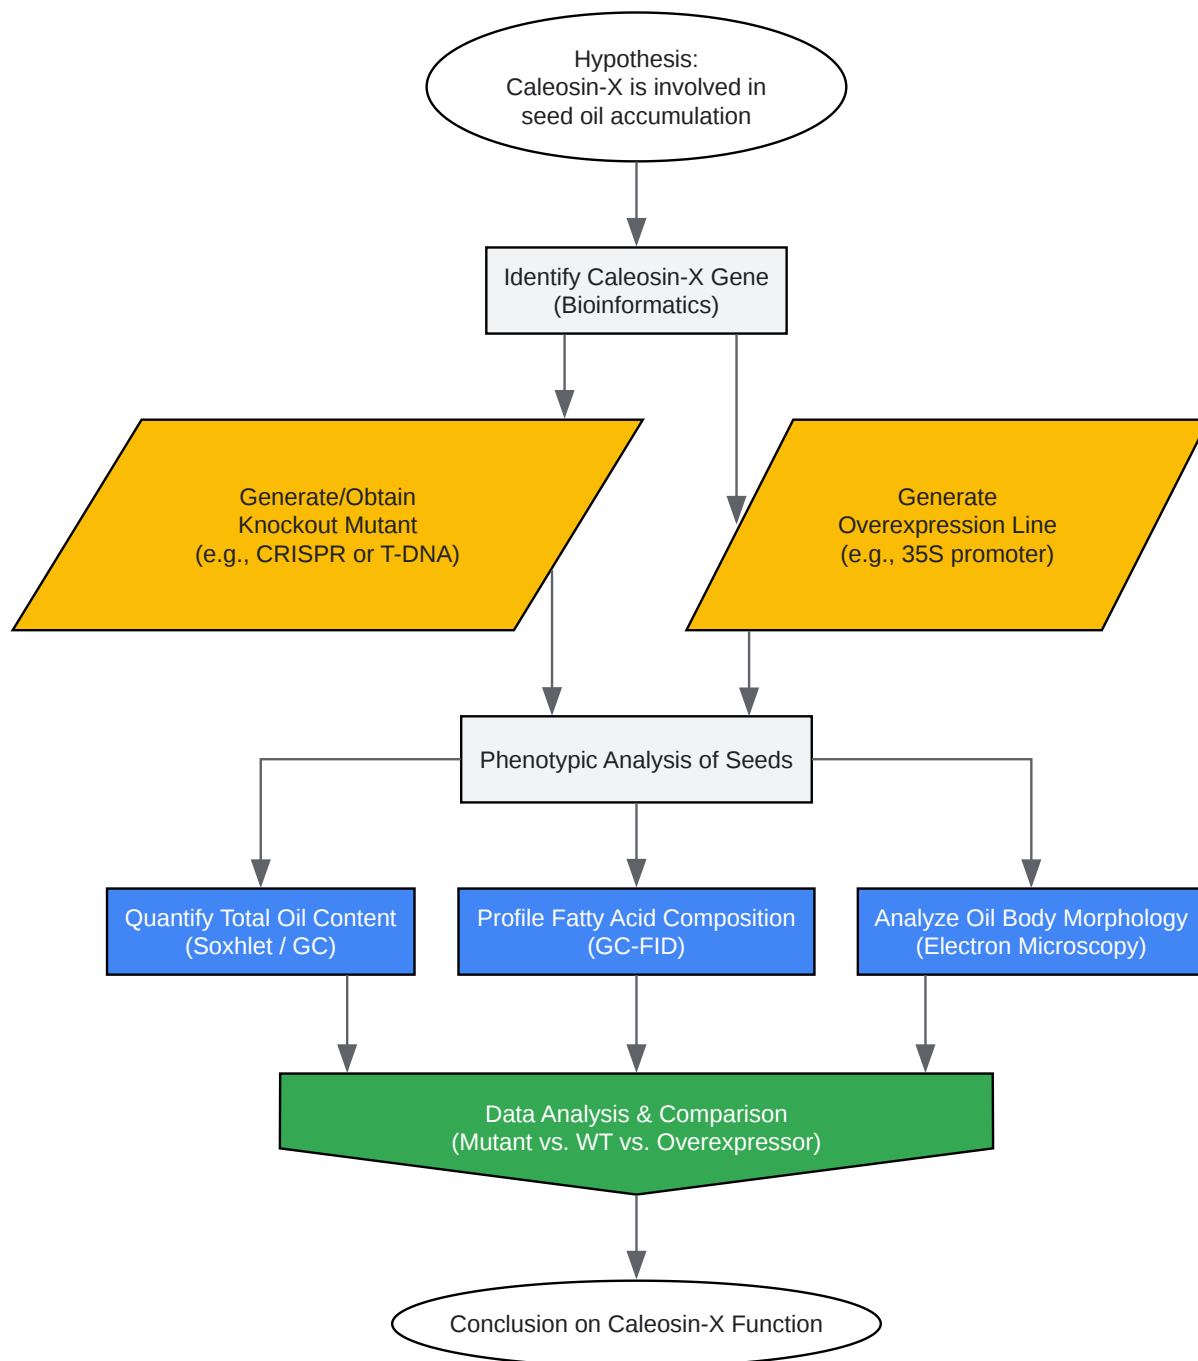 Hypothesis:
Caleosin-X is involved in
seed oil accumulation
Identify Caleosin-X Gene
(Bioinformatics)
Generate/Obtain
Knockout Mutant
(e.g., CRISPR or T-DNA)
Generate
Overexpression Line
(e.g., 35S promoter)
Phenotypic Analysis of Seeds
Quantify Total Oil Content
(Soxhlet / GC)
Profile Fatty Acid Composition
(GC-FID)
Analyze Oil Body Morphology
(Electron Microscopy)
Data Analysis & Comparison
(Mutant vs. WT vs. Overexpressor)
Conclusion on Caleosin-X Function